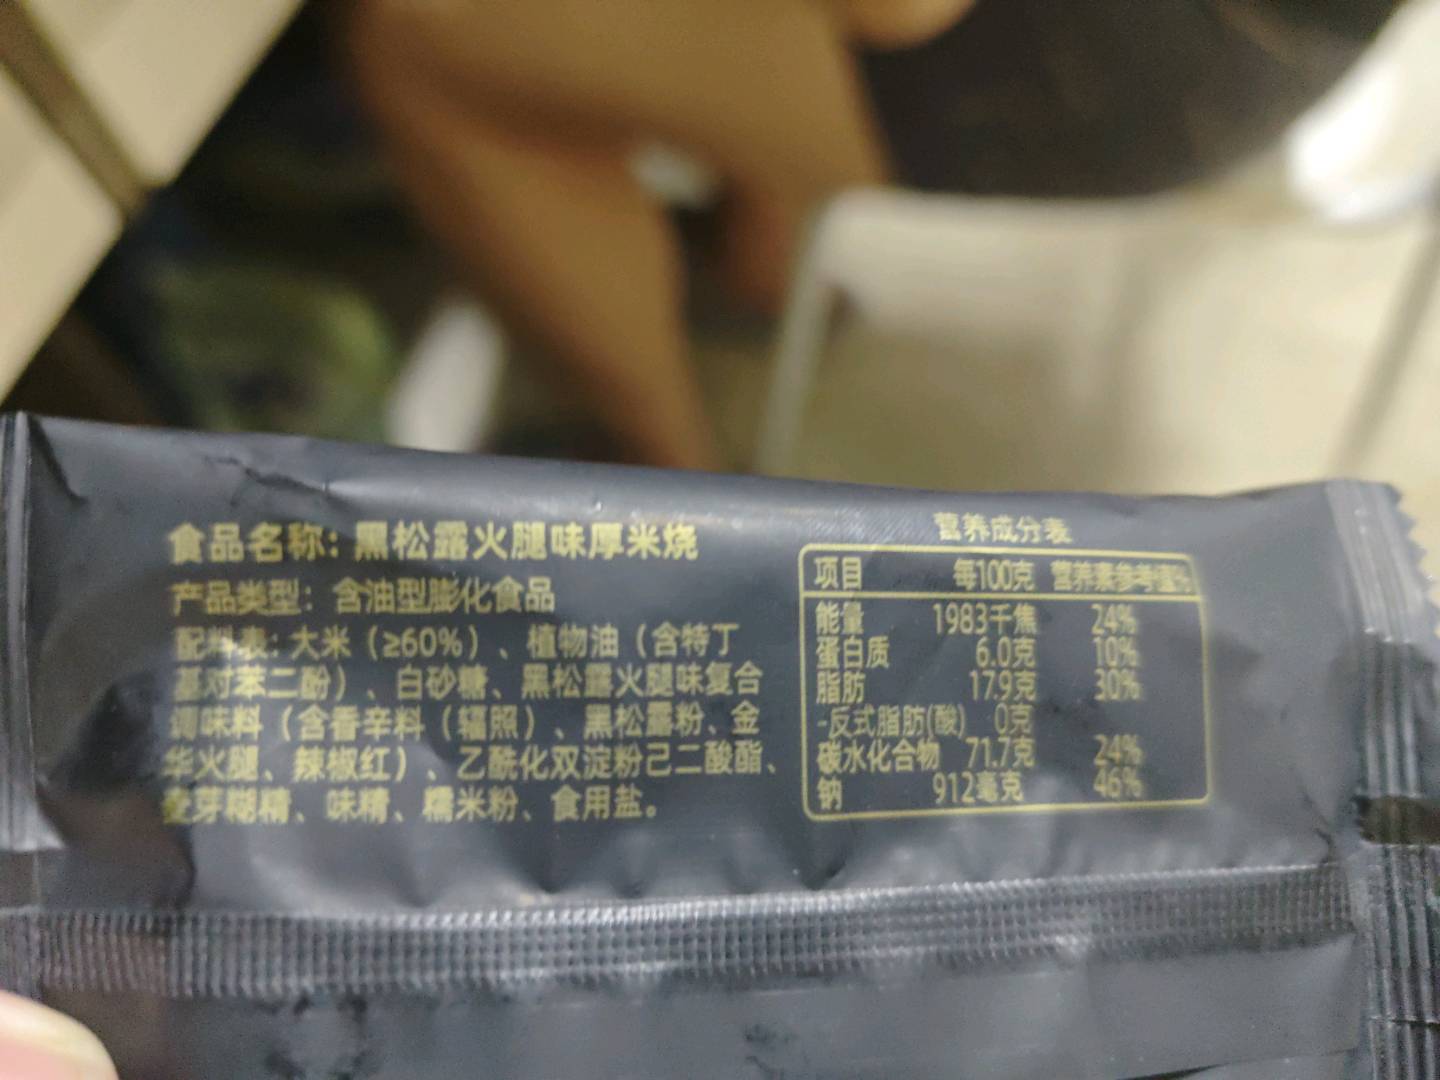 食品名称：黑松露火腿味厚米烧
产品类型：含油型膨化食品
配料表：大米（≥60%）、植物油（含特丁
基对苯二酚）、白砂糖、黑松露火腿味复合
调味料（含香辛料（辐照）、黑松露粉、金
华火腿、辣椒红）、乙酰化双淀粉己二酸酯、
麦芽糊精、味精、糯米粉、食用盐。
营养成分表
项目 每100克 营养素参考值%
能量 1983千焦 24%
蛋白质 6.0克 10%
脂肪 17.9克 30%
-反式脂肪(酸) 0克
碳水化合物 71.7克 24%
钠 912毫克 46%